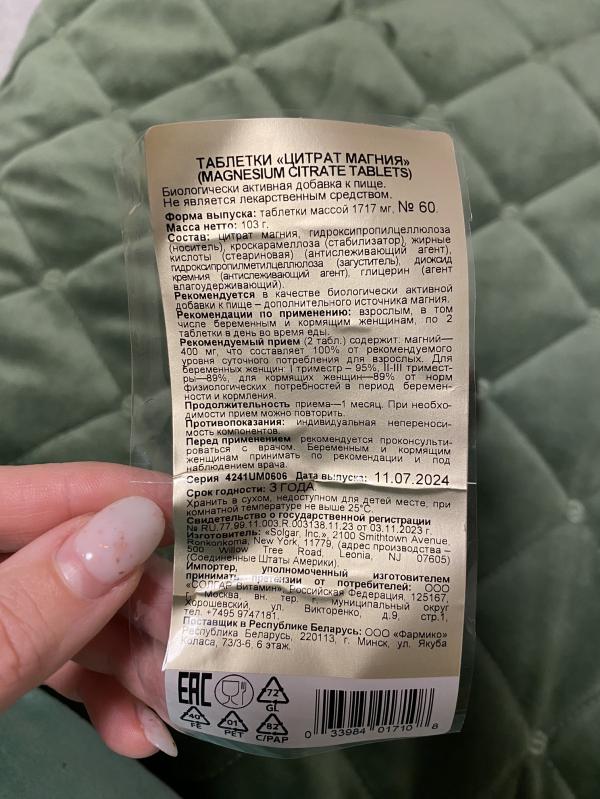 ТАБЛЕТКИ «ЦИТРАТ МАГНИЯ»
(MAGNESIUM CITRATE TABLETS)
Биологически активная добавка к пище.
Не является лекарственным средством.
Форма выпуска: таблетки массой 1717 мг, № 60.
Масса нетто: 103 г.
Состав: цитрат магния, гидроксипропилцеллюлоза
(носитель), кроскарамеллоза (стабилизатор), жирные
кислоты (стеариновая) (антислеживающий агент),
гидроксипропилметилцеллюлоза (загуститель), диоксид
кремния (антислеживающий агент), глицерин (агент
влагоудерживающий).
Рекомендуется в качестве биологически активной
добавки к пище – дополнительного источника магния.
Рекомендации по применению: взрослым, в том
числе беременным и кормящим женщинам, по 2
таблетки в день во время еды.
Рекомендуемый прием (2 табл.) содержит: магний—
400 мг, что составляет 100% от рекомендуемого
уровня суточного потребления для взрослых. Для
беременных женщин: I триместр – 95%, II-III тримест-
ры—89%, для кормящих женщин—89% от норм
физиологических потребностей в период беремен-
ности и кормления.
Продолжительность приема—1 месяц. При необхо-
димости прием можно повторить.
Противопоказания: индивидуальная непереноси-
мость компонентов.
Перед применением рекомендуется проконсульти-
роваться с врачом. Беременным и кормящим
женщинам принимать по рекомендации и под
наблюдением врача.
Серия 4241UM0606 Дата выпуска: 11.07.2024
Срок годности: 3 ГОДА
Хранить в сухом, недоступном для детей месте, при
комнатной температуре не выше 25°С.
Свидетельство о государственной регистрации
№ RU.77.99.11.003.R.003138.11.23 от 03.11.2023 г.
Изготовитель: «Solgar, Inc.», 2100 Smithtown Avenue,
Ronkonkoma, New York, 11779, (адрес производства –
500 Willow Tree Road, Leonia, NJ 07605)
(Соединенные Штаты Америки).
Импортер, уполномоченный изготовителем
принимать претензии от потребителей: ООО
«СОЛГАР Витамин», Российская Федерация, 125167,
г. Москва, вн. тер. г. муниципальный округ
Хорошевский, ул. Викторенко, д.9, стр.1,
тел. +7495 9747181.
Поставщик в Республике Беларусь: ООО «Фармико»
Республика Беларусь, 220113, г. Минск, ул. Якуба
Коласа, 73/3-6, 6 этаж.
EAC
72
GL
40
FE
01
PET
82
C/PAP
0 33984 01710 8